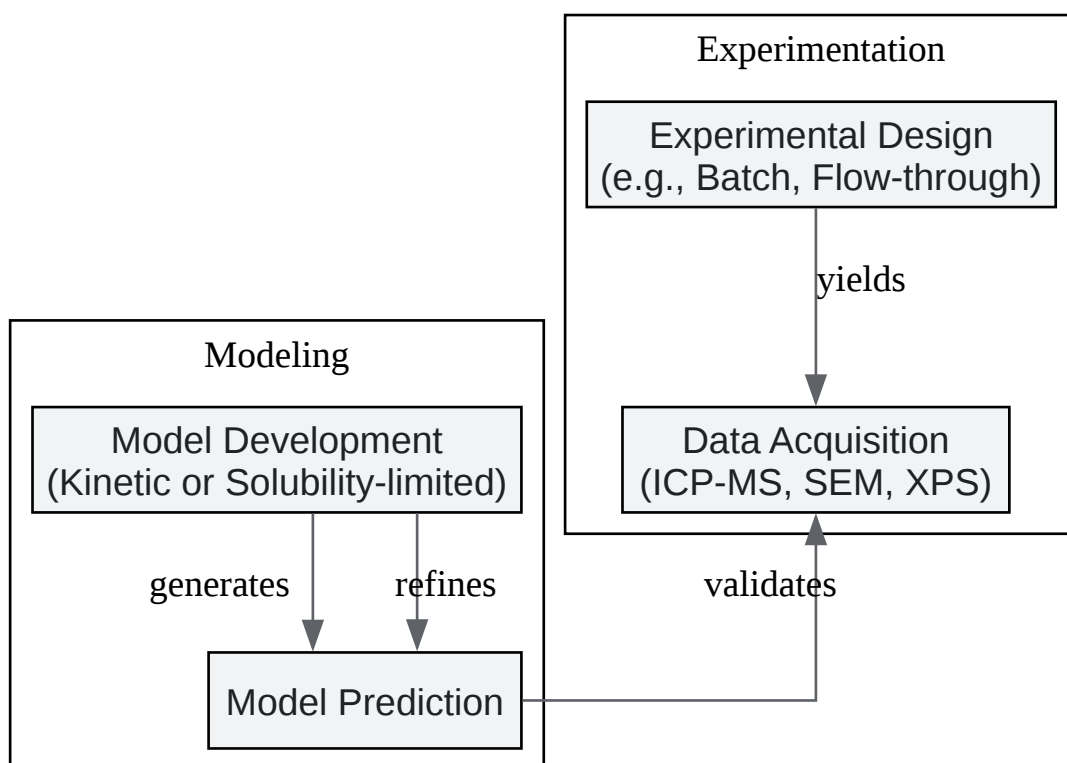 Experimentation
Experimental Design
(e.g., Batch, Flow-through)
yields
Modeling
Model Development
(Kinetic or Solubility-limited)
Data Acquisition
(ICP-MS, SEM, XPS)
generates
refines
validates
Model Prediction